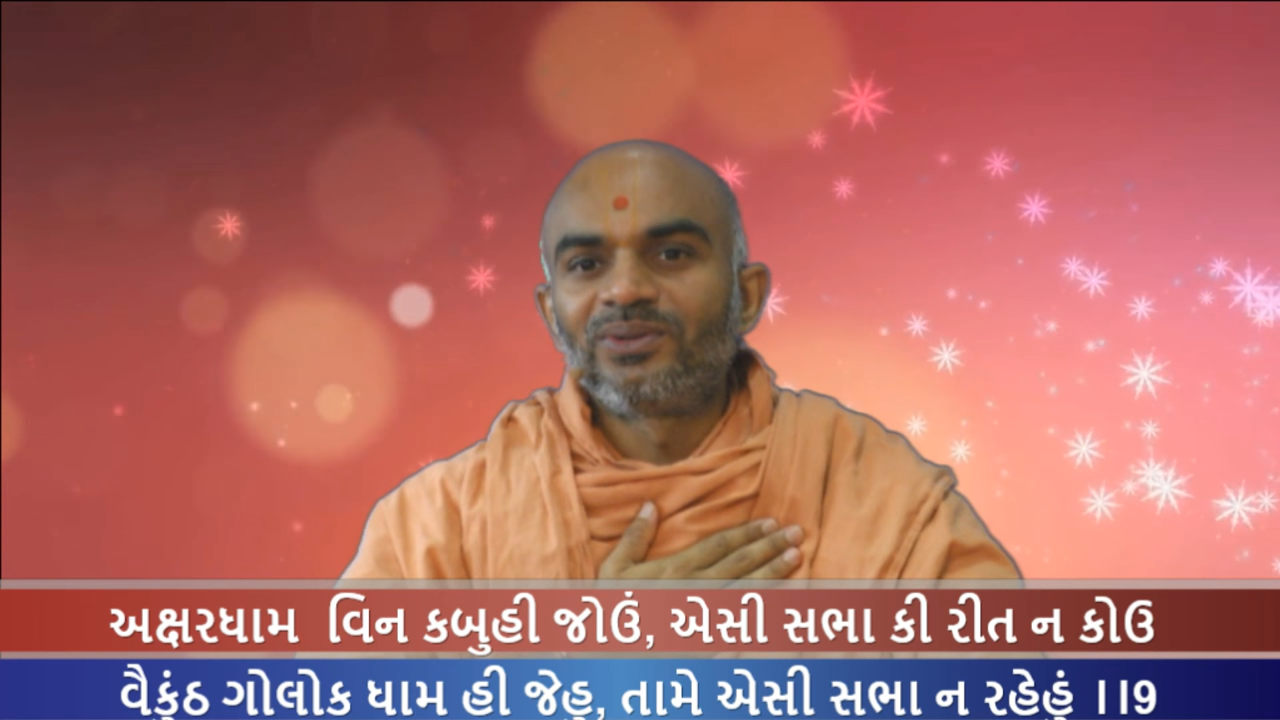 અક્ષરધામ વિન કબુહી જોઉં, એસી સભા કી રીત ન કોઉ
વૈકુંઠ ગોલોક ધામ હી જેહુ, તામે એસી સભા ન રહેહું ।।9